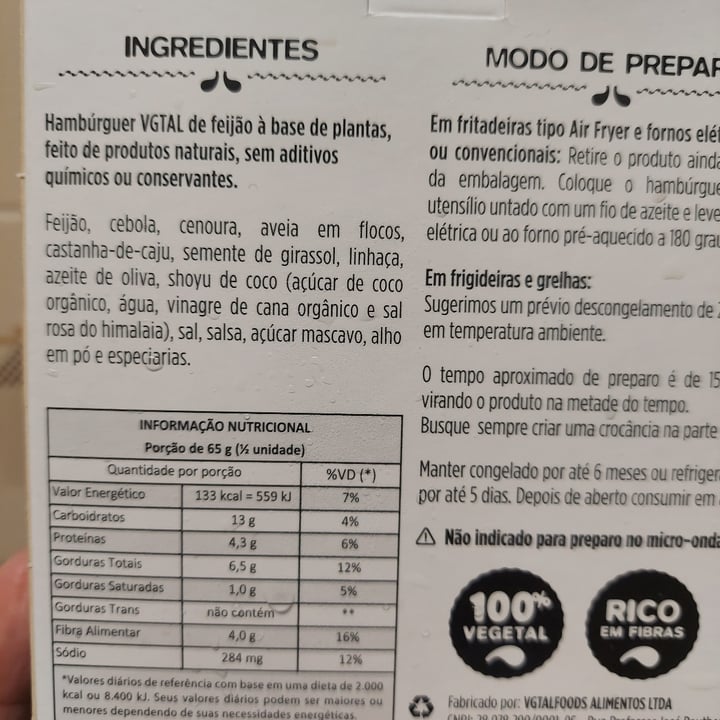 INGREDIENTES
Hambúrguer VGTAL de feijão à base de plantas,
feito de produtos naturais, sem aditivos
químicos ou conservantes.
Feijão, cebola, cenoura, aveia em flocos,
castanha-de-caju, semente de girassol, linhaça,
azeite de oliva, shoyu de coco (açúcar de coco
orgânico, água, vinagre de cana orgânico e sal
rosa do himalaia), sal, salsa, açúcar mascavo, alho
em pó e especiarias.
INFORMAÇÃO NUTRICIONAL
Porção de 65 g (½ unidade)
Quantidade por porção %VD (*)
Valor Energético 133 kcal = 559 kJ 7%
Carboidratos 13 g 4%
Proteínas 4,3 g 6%
Gorduras Totais 6,5 g 12%
Gorduras Saturadas 1,0 g 5%
Gorduras Trans não contém **
Fibra Alimentar 4,0 g 16%
Sódio 284 mg 12%
*Valores diários de referência com base em uma dieta de 2.000
kcal ou 8.400 kJ. Seus valores diários podem ser maiores ou
menores dependendo de suas necessidades energéticas.
MODO DE PREPAR
Em fritadeiras tipo Air Fryer e fornos elét
ou convencionais: Retire o produto ainda
da embalagem. Coloque o hambúrgue
utensílio untado com um fio de azeite e leve
elétrica ou ao forno pré-aquecido a 180 grau
Em frigideiras e grelhas:
Sugerimos um prévio descongelamento de 2
em temperatura ambiente.
O tempo aproximado de preparo é de 15
virando o produto na metade do tempo.
Busque sempre criar uma crocância na parte
Manter congelado por até 6 meses ou refriger
por até 5 dias. Depois de aberto consumir em
Não indicado para preparo no micro-onda
100%
VEGETAL
RICO
EM FIBRAS
Fabricado por: VGTALFOODS ALIMENTOS LTDA